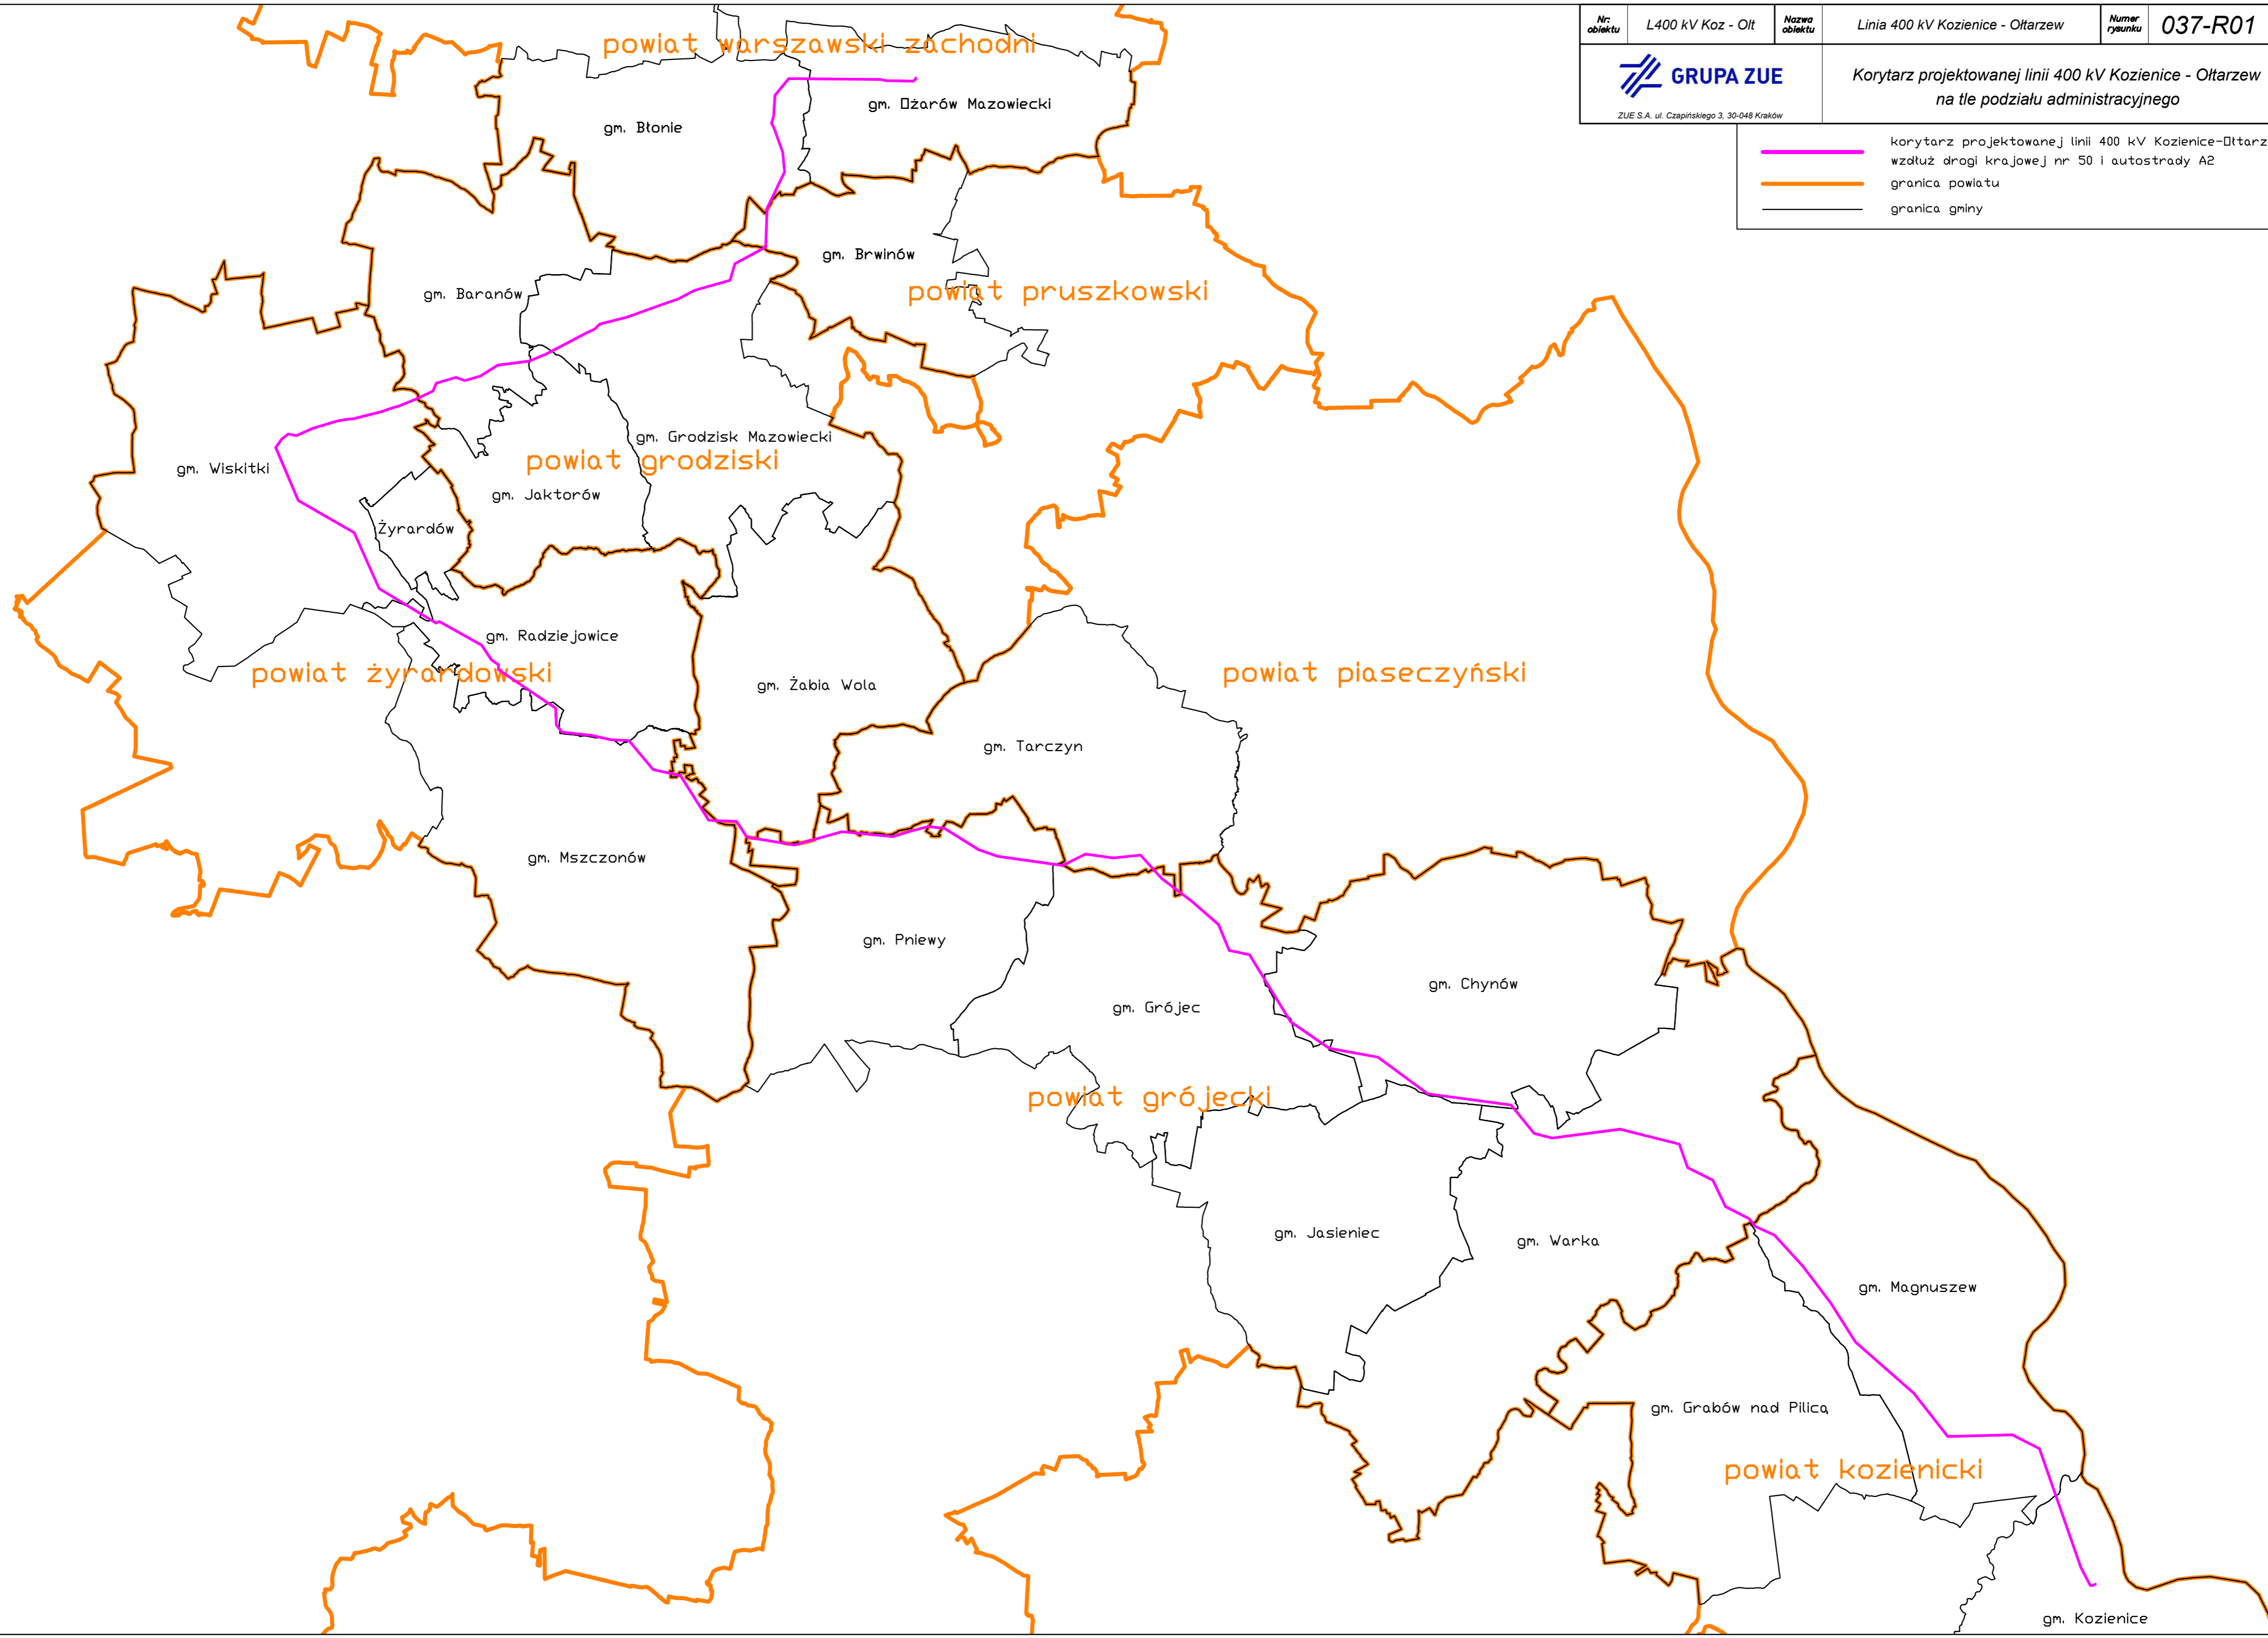 Nr: obiektu
L400 kV Koz - Olt
Nazwa obiektu
Linia 400 kV Kozienice - Ołtarzew
Numer rysunku
037-R01
GRUPA ZUE
ZUE S.A. ul. Czapińskiego 3, 30-048 Kraków
Korytarz projektowanej linii 400 kV Kozienice - Ołtarzew
na tle podziału administracyjnego
korytarz projektowanej linii 400 kV Kozienice-□łtarz
wzdłuż drogi krajowej nr 50 i autostrady A2
granica powiatu
granica gminy
powiat warszawski zachodni
gm. □żarów Mazowiecki
gm. Błonie
gm. Brwinów
gm. Baranów
powiat pruszkowski
gm. Grodzisk Mazowiecki
powiat grodziski
gm. Wiskitki
gm. Jaktorów
Żyrardów
gm. Radziejowice
powiat żyrardowski
powiat piaseczyński
gm. Żabia Wola
gm. Tarczyn
gm. Mszczonów
gm. Pniewy
gm. Chynów
gm. Grójec
powiat grójecki
gm. Jasieniec
gm. Warka
gm. Magnuszew
gm. Grabów nad Pilicą
powiat kozienicki
gm. Kozienice